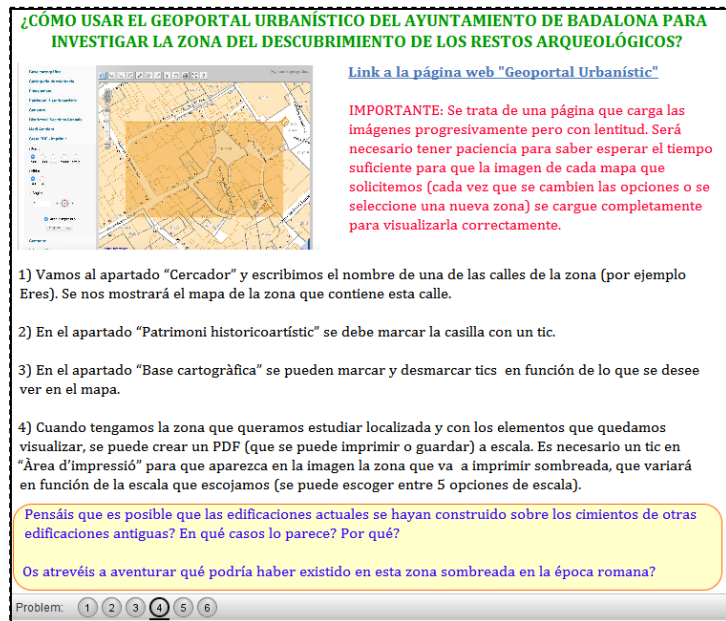 ¿CÓMO USAR EL GEOPORTAL URBANÍSTICO DEL AYUNTAMIENTO DE BADALONA PARA
INVESTIGAR LA ZONA DEL DESCUBRIMIENTO DE LOS RESTOS ARQUEOLÓGICOS?
Link a la página web "Geoportal Urbanístic"
IMPORTANTE: Se trata de una página que carga las
imágenes progresivamente pero con lentitud. Será
necesario tener paciencia para saber esperar el tiempo
suficiente para que la imagen de cada mapa que
solicitemos (cada vez que se cambien las opciones o se
seleccione una nueva zona) se cargue completamente
para visualizarla correctamente.
1) Vamos al apartado “Cercador” y escribimos el nombre de una de las calles de la zona (por ejemplo
Eres). Se nos mostrará el mapa de la zona que contiene esta calle.
2) En el apartado “Patrimoni historicoartístic” se debe marcar la casilla con un tic.
3) En el apartado “Base cartogràfica” se pueden marcar y desmarcar tics en función de lo que se desee
ver en el mapa.
4) Cuando tengamos la zona que queramos estudiar localizada y con los elementos que quedamos
visualizar, se puede crear un PDF (que se puede imprimir o guardar) a escala. Es necesario un tic en
“Àrea d’impressió” para que aparezca en la imagen la zona que va a imprimir sombreada, que variará
en función de la escala que escojamos (se puede escoger entre 5 opciones de escala).
Pensáis que es posible que las edificaciones actuales se hayan construido sobre los cimientos de otras
edificaciones antiguas? En qué casos lo parece? Por qué?
Os atrevéis a aventurar qué podría haber existido en esta zona sombreada en la época romana?
Problem: 1 2 3 4 5 6